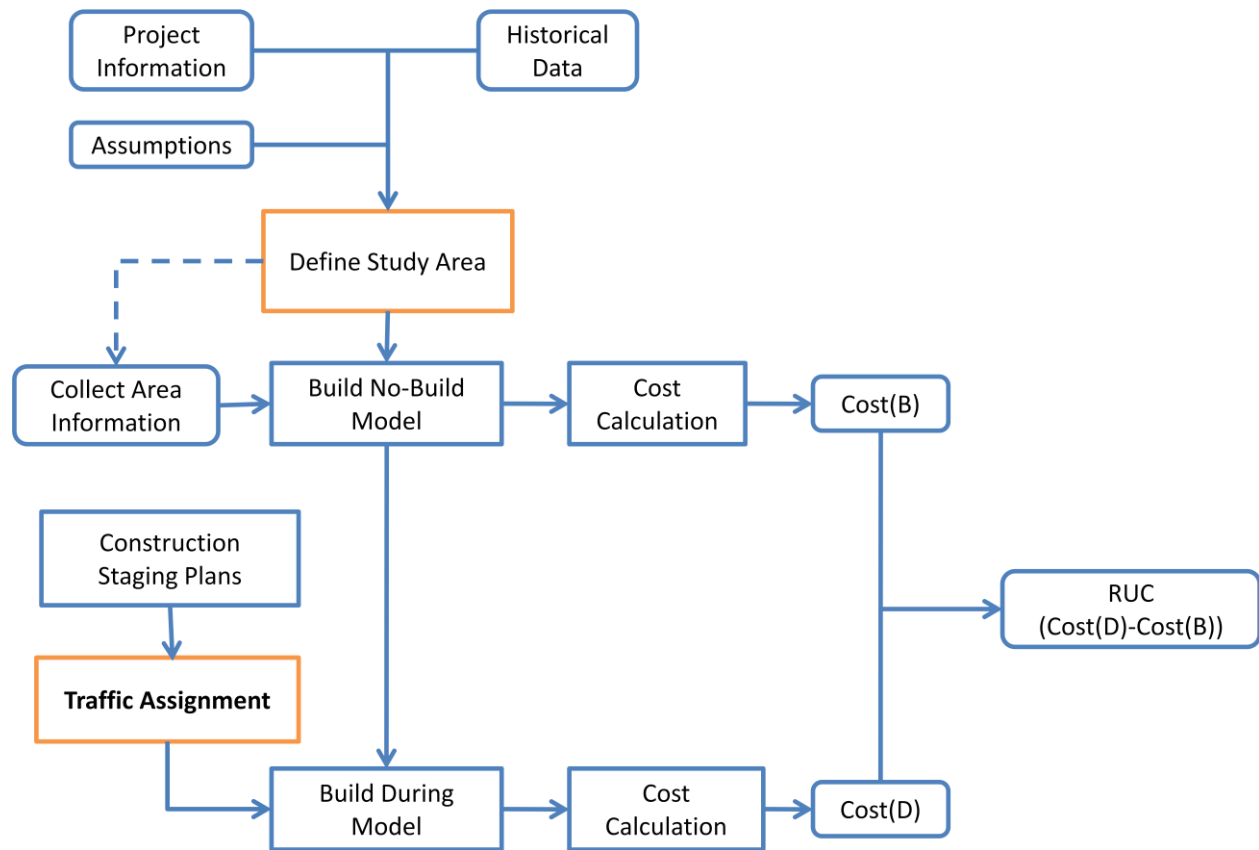 Project
Information
Historical
Data
Assumptions
Define Study Area
Collect Area
Information
Build No-Build
Model
Cost
Calculation
Cost(B)
Construction
Staging Plans
RUC
(Cost(D)-Cost(B))
Traffic Assignment
Build During
Model
Cost
Calculation
Cost(D)